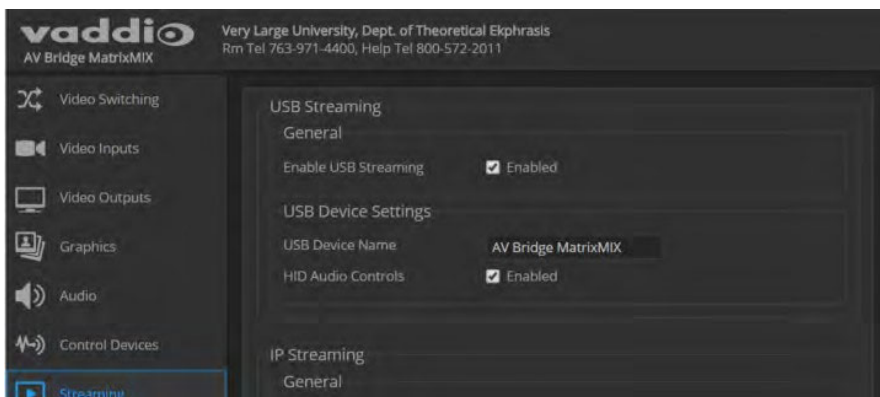 vaddio
AV Bridge MatrixMIX
Very Large University, Dept. of Theoretical Ekphrasis
Rm Tel 763-971-4400, Help Tel 800-572-2011
Video Switching
Video Inputs
Video Outputs
Graphics
Audio
Control Devices
Streaming
USB Streaming
General
Enable USB Streaming Enabled
USB Device Settings
USB Device Name AV Bridge MatrixMIX
HID Audio Controls Enabled
IP Streaming
General